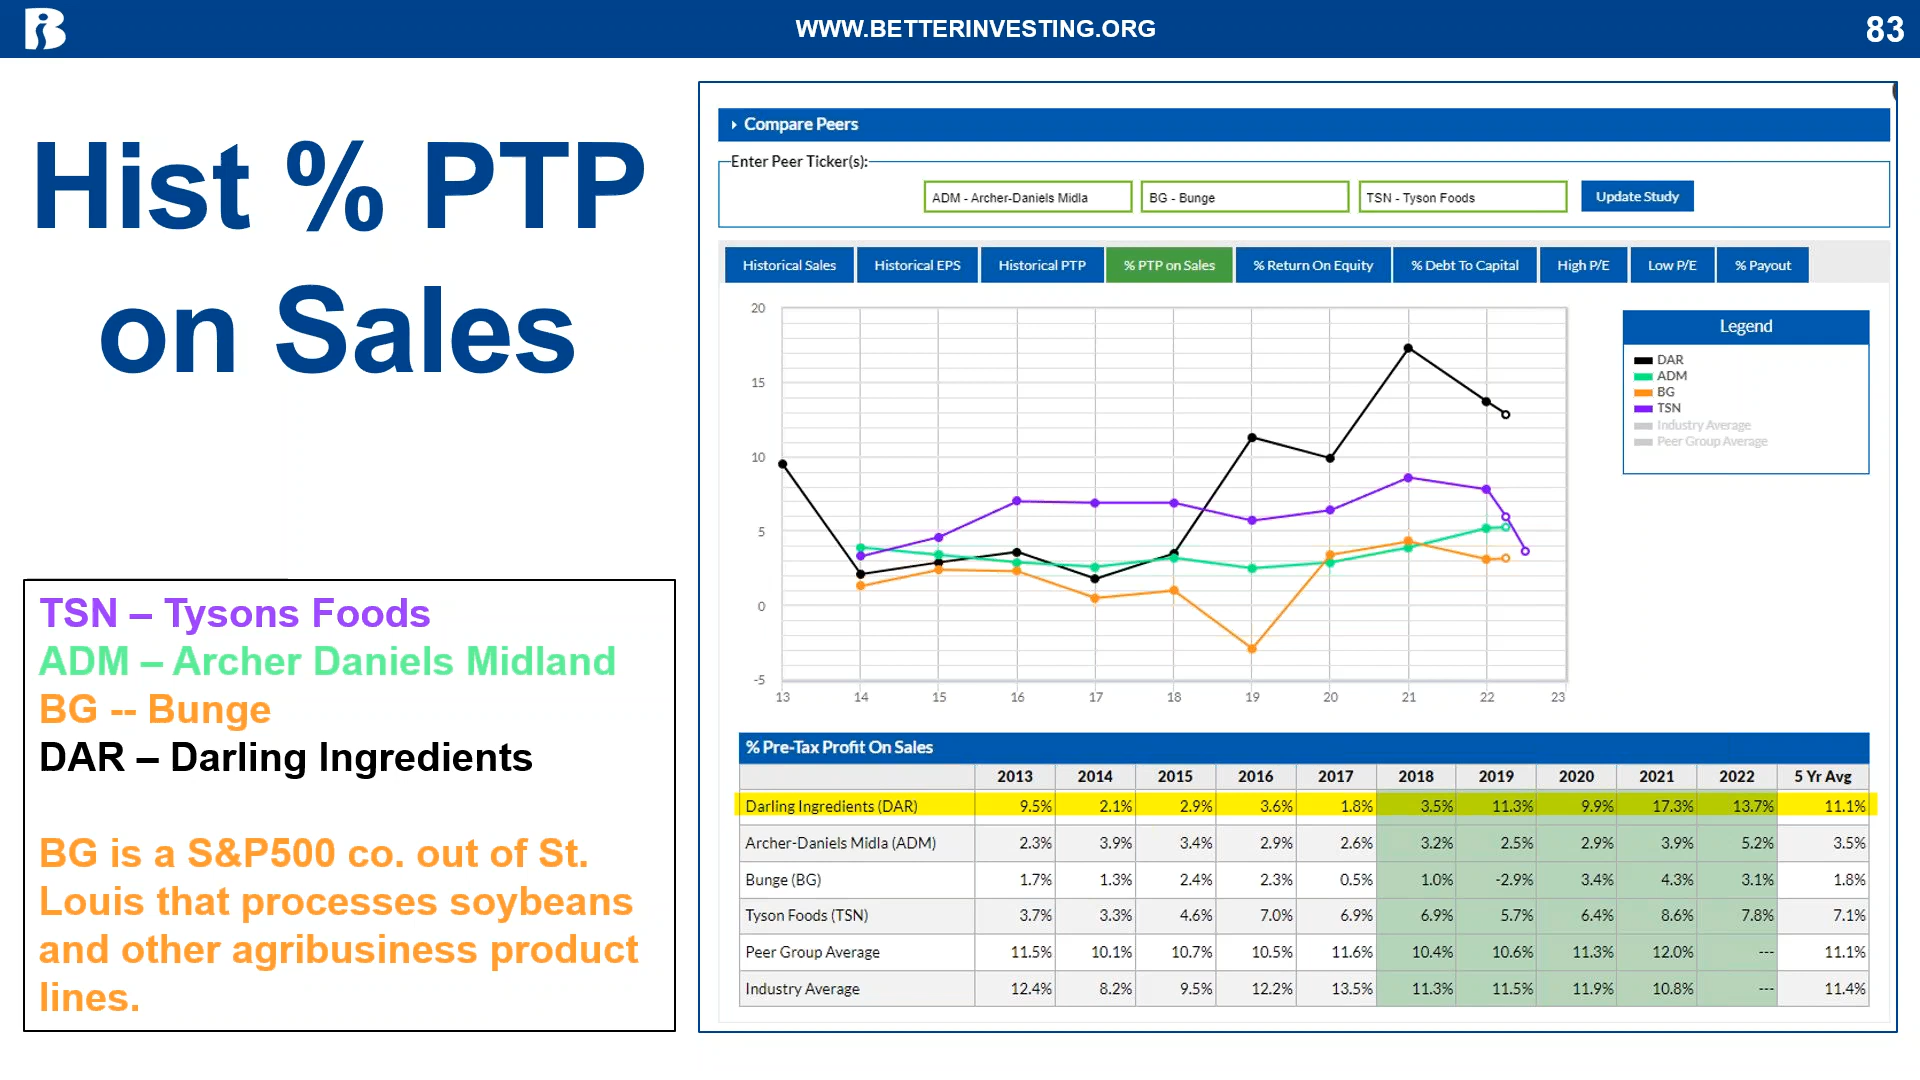 WWW.BETTERINVESTING.ORG
83
Hist % PTP
on Sales
TSN – Tysons Foods
ADM – Archer Daniels Midland
BG -- Bunge
DAR – Darling Ingredients
BG is a S&P500 co. out of St.
Louis that processes soybeans
and other agribusiness product
lines.
Compare Peers
Enter Peer Ticker(s):
ADM - Archer-Daniels Midla BG - Bunge TSN - Tyson Foods Update Study
Historical Sales Historical EPS Historical PTP % PTP on Sales % Return On Equity % Debt To Capital High P/E Low P/E % Payout
20
15
10
5
0
-5
13 14 15 16 17 18 19 20 21 22 23
Legend
DAR
ADM
BG
TSN
Industry Average
Peer Group Average
% Pre-Tax Profit On Sales
2013 2014 2015 2016 2017 2018 2019 2020 2021 2022 5 Yr Avg
Darling Ingredients (DAR) 9.5% 2.1% 2.9% 3.6% 1.8% 3.5% 11.3% 9.9% 17.3% 13.7% 11.1%
Archer-Daniels Midla (ADM) 2.3% 3.9% 3.4% 2.9% 2.6% 3.2% 2.5% 2.9% 3.9% 5.2% 3.5%
Bunge (BG) 1.7% 1.3% 2.4% 2.3% 0.5% 1.0% -2.9% 3.4% 4.3% 3.1% 1.8%
Tyson Foods (TSN) 3.7% 3.3% 4.6% 7.0% 6.9% 6.9% 5.7% 6.4% 8.6% 7.8% 7.1%
Peer Group Average 11.5% 10.1% 10.7% 10.5% 11.6% 10.4% 10.6% 11.3% 12.0% --- 11.1%
Industry Average 12.4% 8.2% 9.5% 12.2% 13.5% 11.3% 11.5% 11.9% 10.8% --- 11.4%